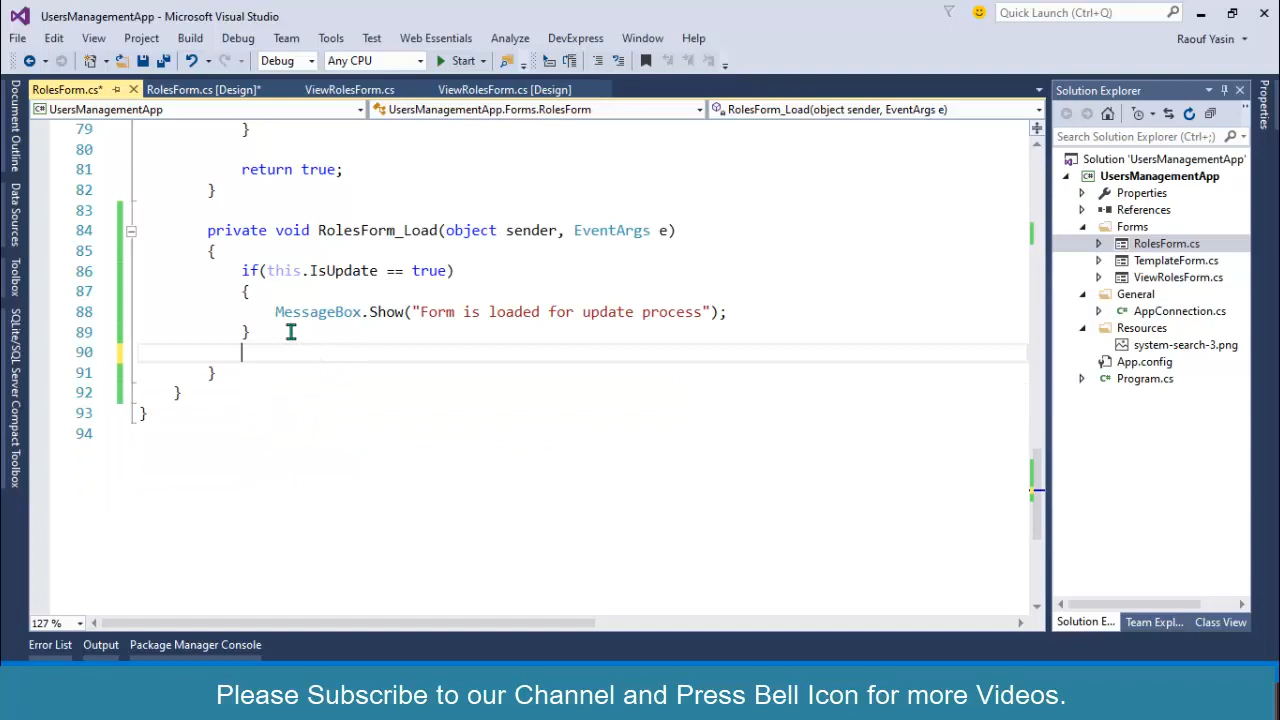 UsersManagementApp - Microsoft Visual Studio
Quick Launch (Ctrl+Q)
File Edit View Project Build Debug Team Tools Test Web Essentials Analyze DevExpress Window Help
Raouf Yasin
Debug Any CPU Start
RolesForm.cs* RolesForm.cs [Design]* ViewRolesForm.cs ViewRolesForm.cs [Design]
UsersManagementApp UsersManagementApp.Forms.RolesForm RolesForm_Load(object sender, EventArgs e)
79 }
80
81 return true;
82 }
83
84 private void RolesForm_Load(object sender, EventArgs e)
85 {
86 if(this.IsUpdate == true)
87 {
88 MessageBox.Show("Form is loaded for update process");
89 }
90
91 }
92 }
93 }
94
127 %
Document Outline
Data Sources
Toolbox
SQLite/SQL Server Compact Toolbox
Solution Explorer
Search Solution Explorer (Ctrl+;)
Solution 'UsersManagementApp'
UsersManagementApp
Properties
References
Forms
RolesForm.cs
TemplateForm.cs
ViewRolesForm.cs
General
AppConnection.cs
Resources
system-search-3.png
App.config
Program.cs
Solution E... Team Expl... Class View
Properties
Error List Output Package Manager Console
Please Subscribe to our Channel and Press Bell Icon for more Videos.